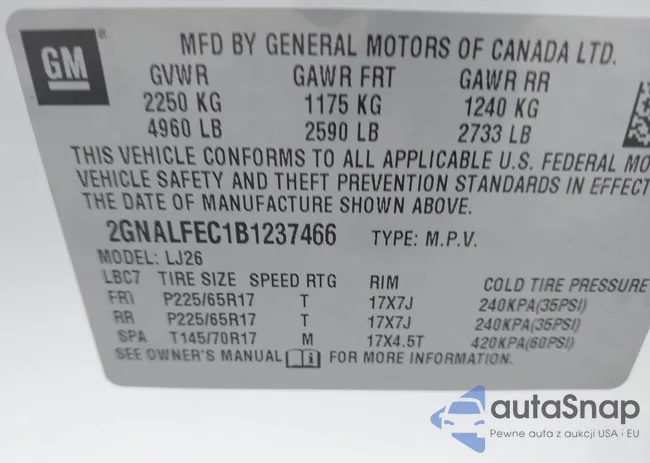 GM
MFD BY GENERAL MOTORS OF CANADA LTD.
GVWR GAWR FRT GAWR RR
2250 KG 1175 KG 1240 KG
4960 LB 2590 LB 2733 LB
THIS VEHICLE CONFORMS TO ALL APPLICABLE U.S. FEDERAL MO
VEHICLE SAFETY AND THEFT PREVENTION STANDARDS IN EFFECT
THE DATE OF MANUFACTURE SHOWN ABOVE.
2GNALFEC1B1237466 TYPE: M.P.V.
MODEL: LJ26
LBC7 TIRE SIZE SPEED RTG RIM COLD TIRE PRESSURE
FRT P225/65R17 T 17X7J 240KPA(35PSI)
RR P225/65R17 T 17X7J 240KPA(35PSI)
SPA T145/70R17 M 17X4.5T 420KPA(60PSI)
SEE OWNER'S MANUAL FOR MORE INFORMATION.
autaSnap
Pewne auta z aukcji USA i EU